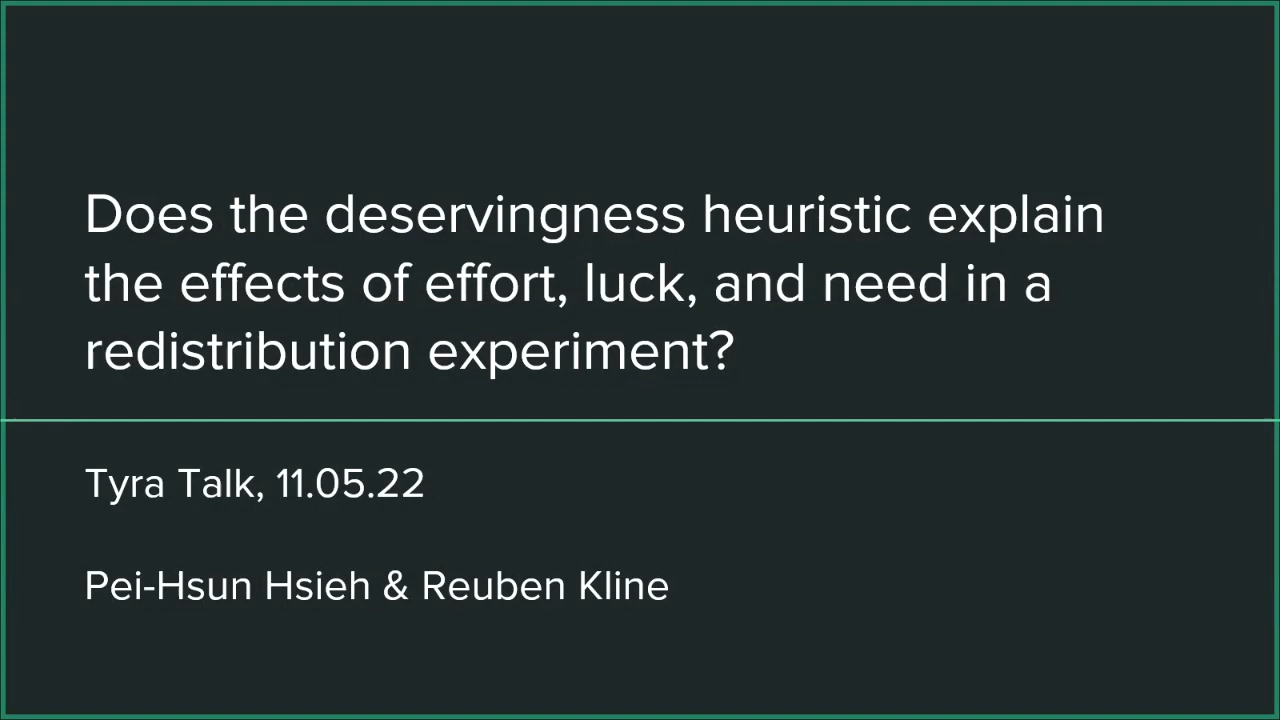 Does the deservingness heuristic explain
the effects of effort, luck, and need in a
redistribution experiment?
Tyra Talk, 11.05.22
Pei-Hsun Hsieh & Reuben Kline